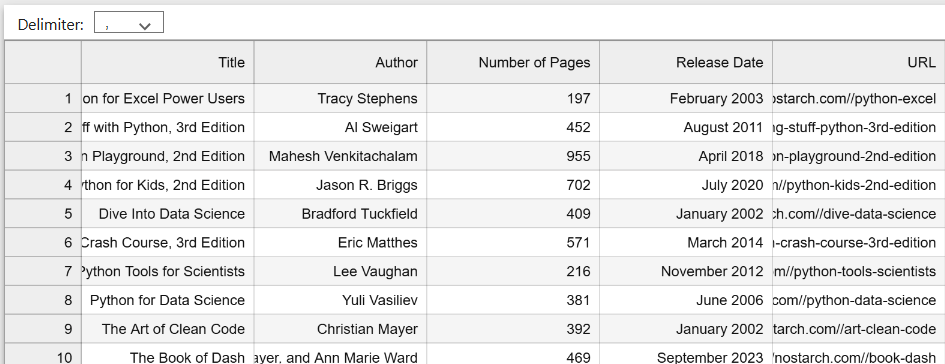 Delimiter: ,
Title Author Number of Pages Release Date URL
1 on for Excel Power Users Tracy Stephens 197 February 2003 ostarch.com//python-excel
2 ff with Python, 3rd Edition Al Sweigart 452 August 2011 ng-stuff-python-3rd-edition
3 Playground, 2nd Edition Mahesh Venkitachalam 955 April 2018 on-playground-2nd-edition
4 ython for Kids, 2nd Edition Jason R. Briggs 702 July 2020 //python-kids-2nd-edition
5 Dive Into Data Science Bradford Tuckfield 409 January 2002 ch.com//dive-data-science
6 Crash Course, 3rd Edition Eric Matthes 571 March 2014 -crash-course-3rd-edition
7 Python Tools for Scientists Lee Vaughan 216 November 2012 m//python-tools-scientists
8 Python for Data Science Yuli Vasiliev 381 June 2006 com//python-data-science
9 The Art of Clean Code Christian Mayer 392 January 2002 tarch.com//art-clean-code
10 The Book of Dash ayer, and Ann Marie Ward 469 September 2023 /nostarch.com//book-dash